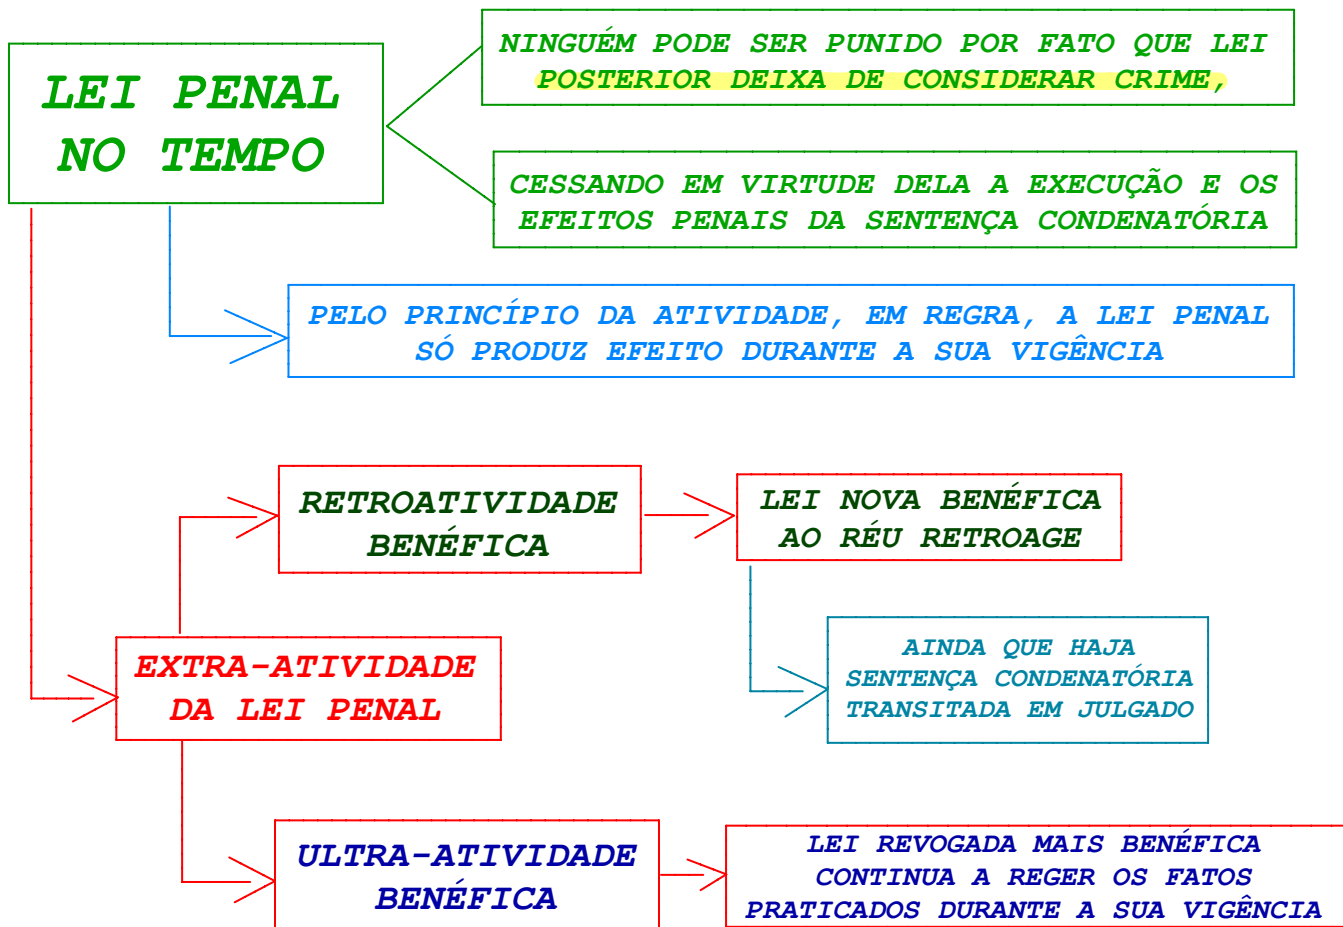 LEI PENAL
NO TEMPO
NINGUÉM PODE SER PUNIDO POR FATO QUE LEI
POSTERIOR DEIXA DE CONSIDERAR CRIME,
CESSANDO EM VIRTUDE DELA A EXECUÇÃO E OS
EFEITOS PENAIS DA SENTENÇA CONDENATÓRIA
PELO PRINCÍPIO DA ATIVIDADE, EM REGRA, A LEI PENAL
SÓ PRODUZ EFEITO DURANTE A SUA VIGÊNCIA
EXTRA-ATIVIDADE
DA LEI PENAL
RETROATIVIDADE
BENÉFICA
LEI NOVA BENÉFICA
AO RÉU RETROAGE
AINDA QUE HAJA
SENTENÇA CONDENATÓRIA
TRANSITADA EM JULGADO
ULTRA-ATIVIDADE
BENÉFICA
LEI REVOGADA MAIS BENÉFICA
CONTINUA A REGER OS FATOS
PRATICADOS DURANTE A SUA VIGÊNCIA